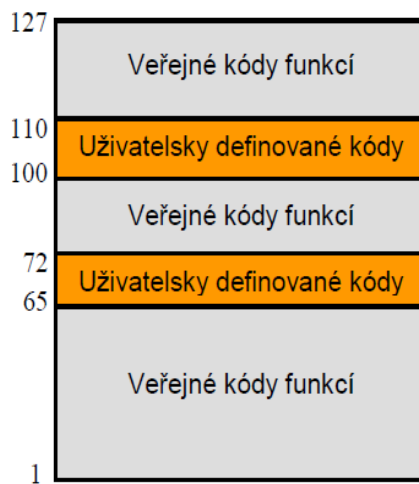 127
Veřejné kódy funkcí
110
Uživatelsky definované kódy
100
Veřejné kódy funkcí
72
Uživatelsky definované kódy
65
Veřejné kódy funkcí
1